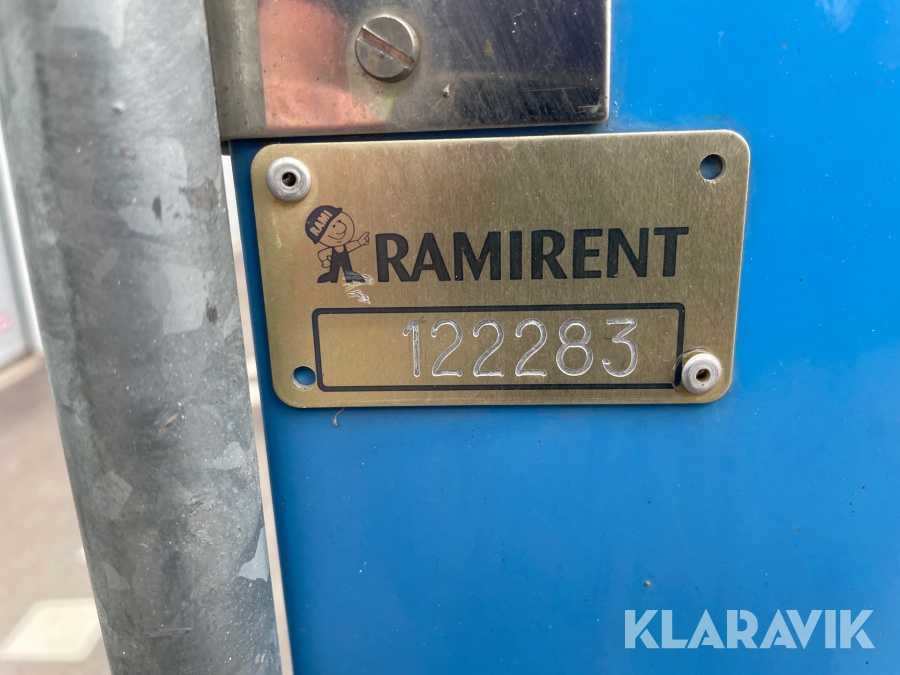 RAMI
RAMIRENT
122283
KLARAVIK